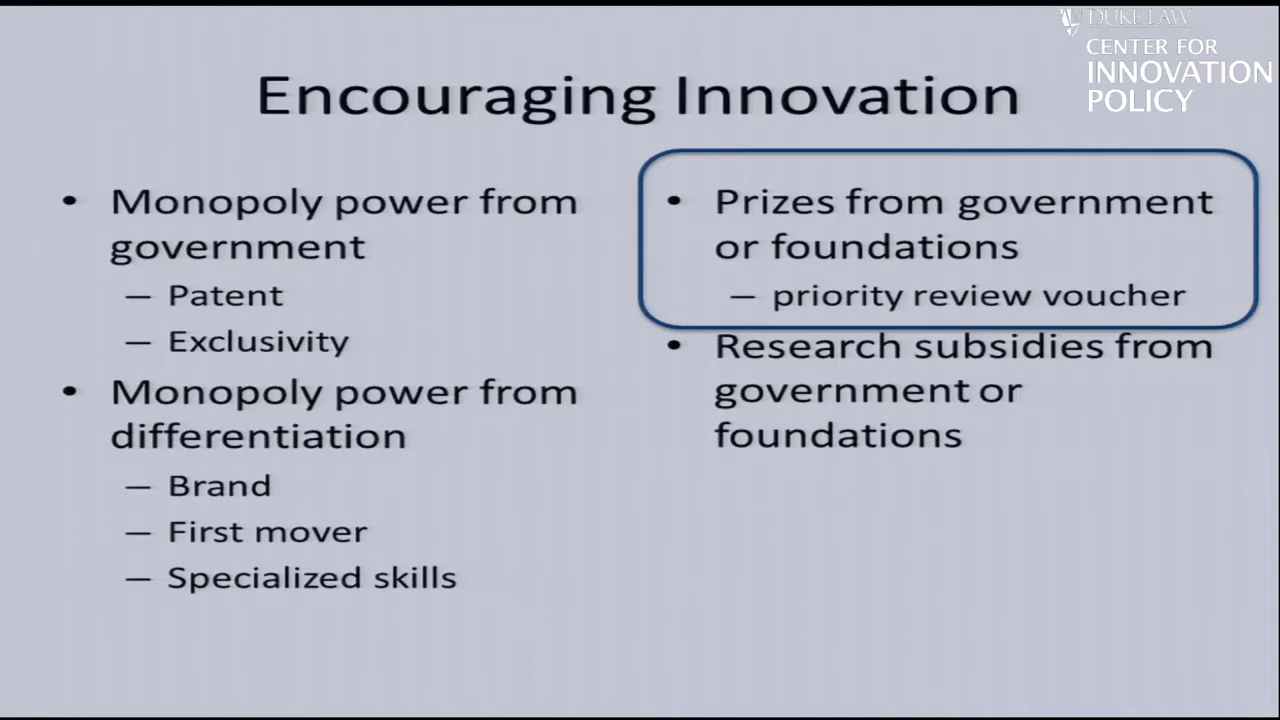 DUKE LAW
CENTER FOR
INNOVATION
POLICY
Encouraging Innovation
• Monopoly power from
government
– Patent
– Exclusivity
• Monopoly power from
differentiation
– Brand
– First mover
– Specialized skills
• Prizes from government
or foundations
– priority review voucher
• Research subsidies from
government or
foundations